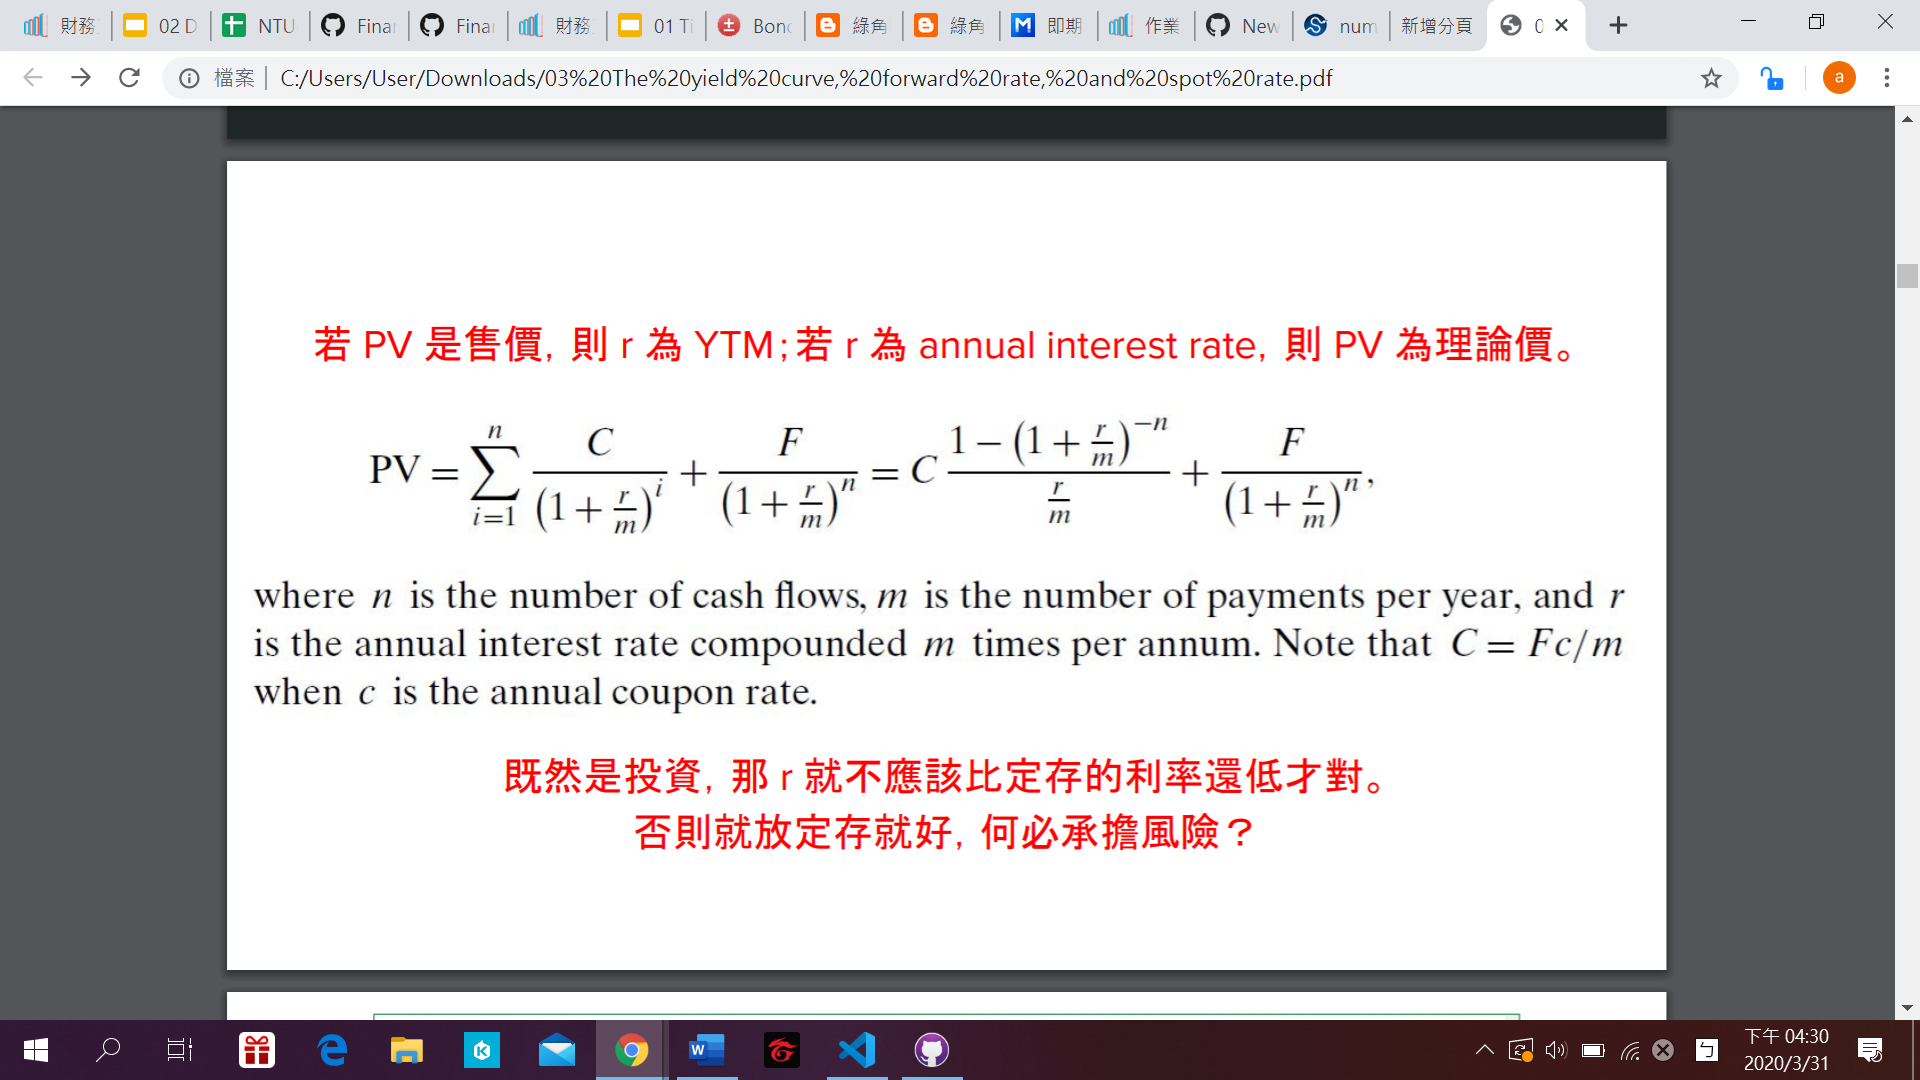 財務
02 D
NTU
Finan
Finan
財務
01 Ti
Bond
綠角
綠角
即期
作業
New
num
新增分頁
0
檔案
C:/Users/User/Downloads/03%20The%20yield%20curve,%20forward%20rate,%20and%20spot%20rate.pdf
a
若 PV 是售價，則 r 為 YTM；若 r 為 annual interest rate，則 PV 為理論價。
PV = \sum_{i=1}^{n} \frac{C}{(1+\frac{r}{m})^i} + \frac{F}{(1+\frac{r}{m})^n} = C \frac{1-(1+\frac{r}{m})^{-n}}{\frac{r}{m}} + \frac{F}{(1+\frac{r}{m})^n},
where n is the number of cash flows, m is the number of payments per year, and r
is the annual interest rate compounded m times per annum. Note that C = Fc/m
when c is the annual coupon rate.
既然是投資，那 r 就不應該比定存的利率還低才對。
否則就放定存就好，何必承擔風險？
下午 04:30
2020/3/31